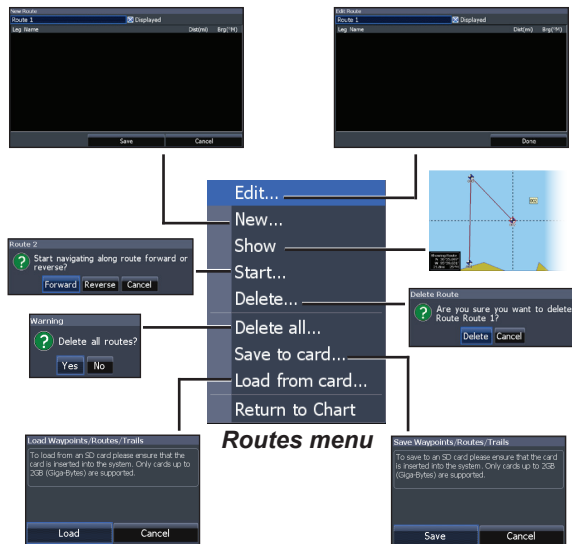 New Route
Route 1
Displayed
Leg Name Dist(mi) Brg(°M)
Save Cancel
Edit Route
Route 1
Displayed
Leg Name Dist(mi) Brg(°M)
Done
Edit...
New...
Show
Start...
Delete...
Delete all...
Save to card...
Load from card...
Return to Chart
Routes menu
Route 2
Start navigating along route forward or
reverse?
Forward Reverse Cancel
Warning
Delete all routes?
Yes No
Delete Route
Are you sure you want to delete
Route Route 1?
Delete Cancel
Load Waypoints/Routes/Trails
To load from an SD card please ensure that the
card is inserted into the system. Only cards up to
2GB (Giga-Bytes) are supported.
Load Cancel
Save Waypoints/Routes/Trails
To save to an SD card please ensure that the card
is inserted into the system. Only cards up to 2GB
(Giga-Bytes) are supported.
Save Cancel